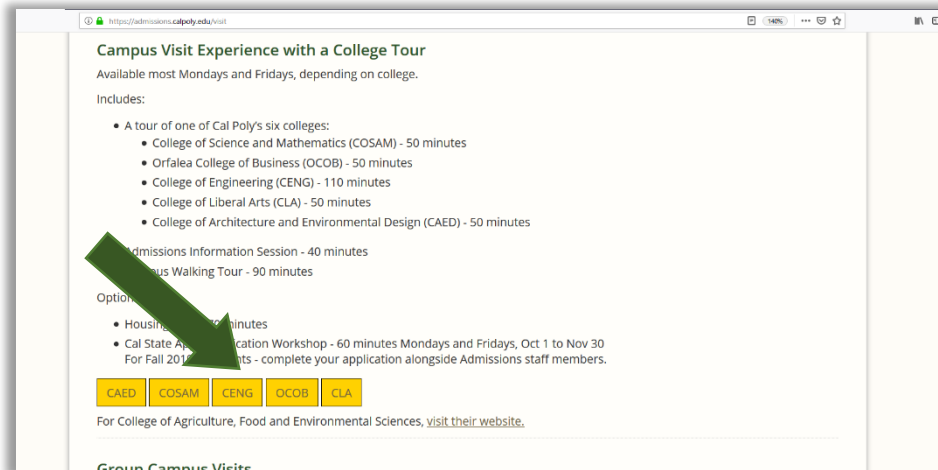 https://admissions.calpoly.edu/visit 140%
Campus Visit Experience with a College Tour
Available most Mondays and Fridays, depending on college.
Includes:
A tour of one of Cal Poly's six colleges:
College of Science and Mathematics (COSAM) - 50 minutes
Orfalea College of Business (OCOB) - 50 minutes
College of Engineering (CENG) - 110 minutes
College of Liberal Arts (CLA) - 50 minutes
College of Architecture and Environmental Design (CAED) - 50 minutes
Admissions Information Session - 40 minutes
Walking Tour - 90 minutes
Housing minutes
Cal State Workshop - 60 minutes Mondays and Fridays, Oct 1 to Nov 30
For Fall - complete your application alongside Admissions staff members.
CAED COSAM CENG OCOB CLA
For College of Agriculture, Food and Environmental Sciences, visit their website.
Group Campus Visits